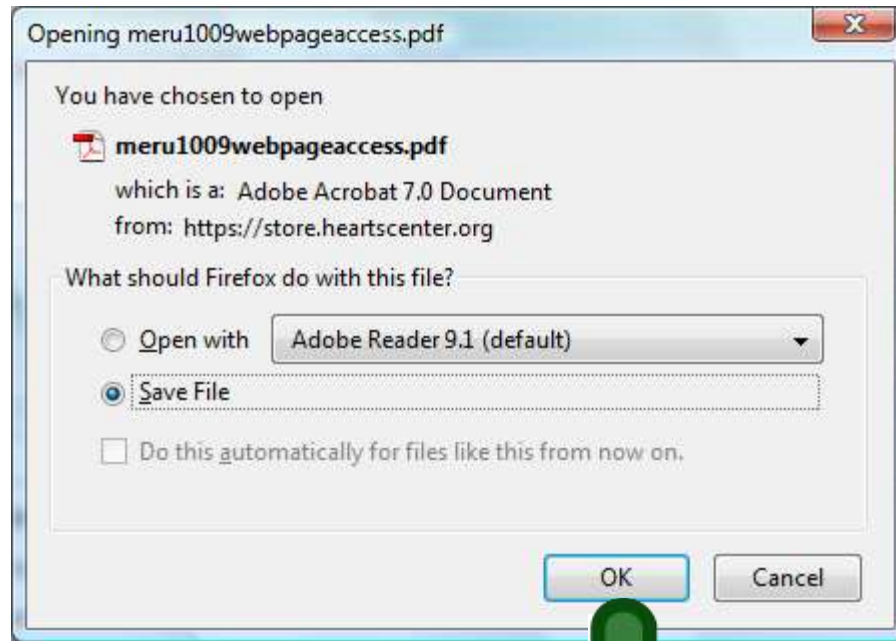 Opening meru1009webpageaccess.pdf
You have chosen to open
meru1009webpageaccess.pdf
which is a: Adobe Acrobat 7.0 Document
from: https://store.heartscenter.org
What should Firefox do with this file?
Open with Adobe Reader 9.1 (default)
Save File
Do this automatically for files like this from now on.
OK Cancel